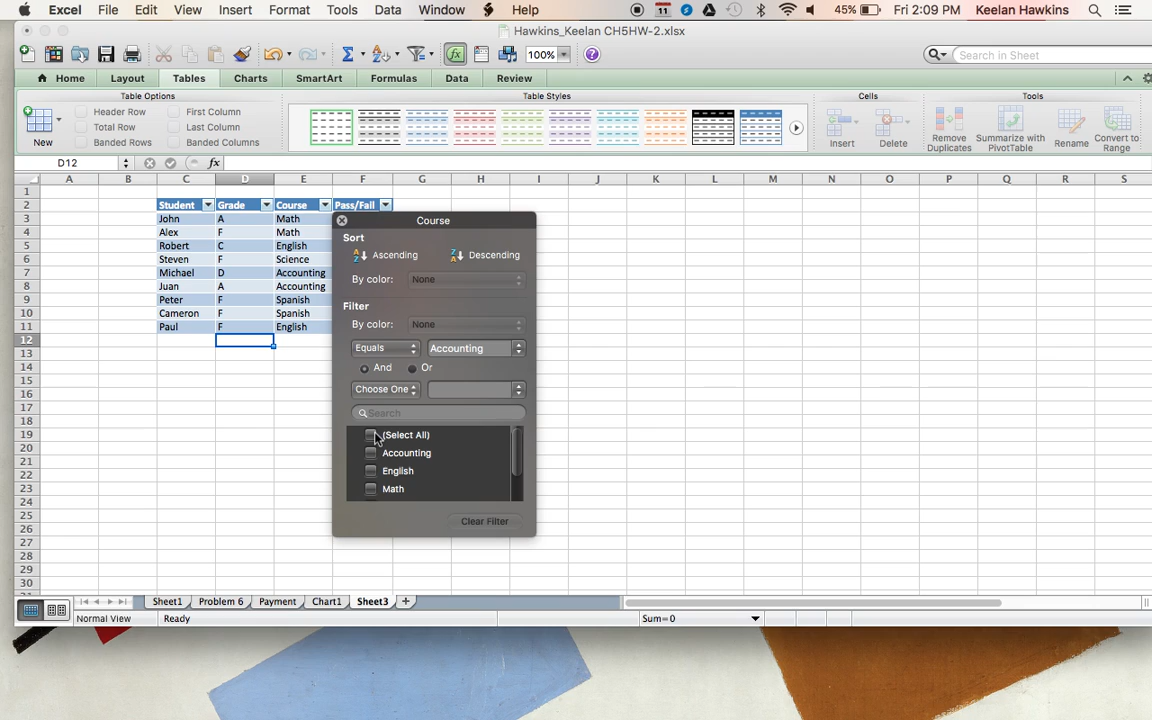 Excel File Edit View Insert Format Tools Data Window Help 11 45% Fri 2:09 PM Keelan Hawkins
Hawkins_Keelan CH5HW-2.xlsx
fx 100% ? Search in Sheet
Home Layout Tables Charts SmartArt Formulas Data Review
Table Options Table Styles Cells Tools
New Header Row First Column
Total Row Last Column
Banded Rows Banded Columns
Insert Delete Remove Duplicates Summarize with PivotTable Rename Convert to Range
D12 fx
A B C D E F G H I J K L M N O P Q R S
1
2 Student Grade Course Pass/Fail
3 John A Math
4 Alex F Math
5 Robert C English
6 Steven F Science
7 Michael D Accounting
8 Juan A Accounting
9 Peter F Spanish
10 Cameron F Spanish
11 Paul F English
12
13
14
15
16
17
18
19
20
21
22
23
24
25
26
27
28
29
30
Course
Sort
Ascending Descending
By color: None
Filter
By color: None
Equals Accounting
And Or
Choose One
Search
(Select All)
Accounting
English
Math
Clear Filter
Sheet1 Problem 6 Payment Chart1 Sheet3 +
Normal View Ready Sum=0